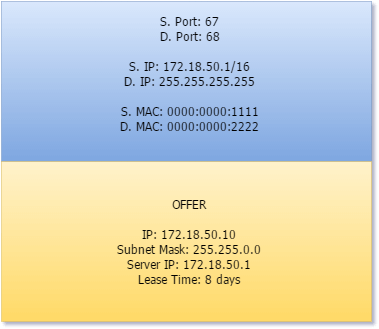 S. Port: 67
D. Port: 68
S. IP: 172.18.50.1/16
D. IP: 255.255.255.255
S. MAC: 0000:0000:1111
D. MAC: 0000:0000:2222
OFFER
IP: 172.18.50.10
Subnet Mask: 255.255.0.0
Server IP: 172.18.50.1
Lease Time: 8 days